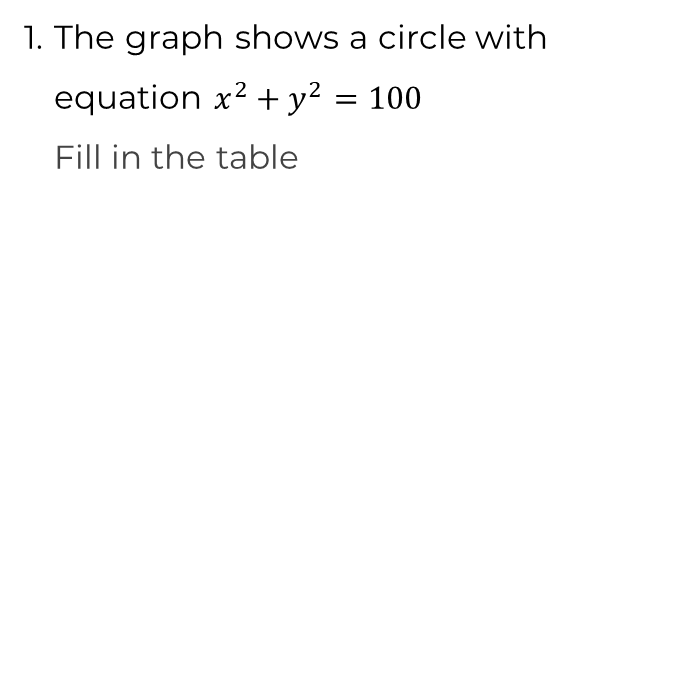 1. The graph shows a circle with
equation 𝑥² + 𝑦² = 100
Fill in the table